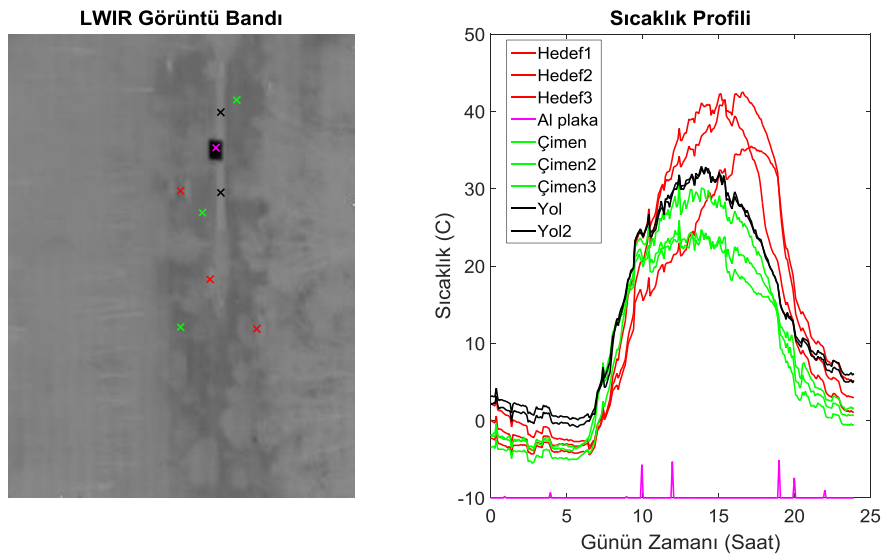 LWIR Görüntü Bandı
Sıcaklık Profili
50
40
30
20
10
0
-10
Sıcaklık (C)
Hedef1
Hedef2
Hedef3
Al plaka
Çimen
Çimen2
Çimen3
Yol
Yol2
0
5
10
15
20
25
Günün Zamanı (Saat)